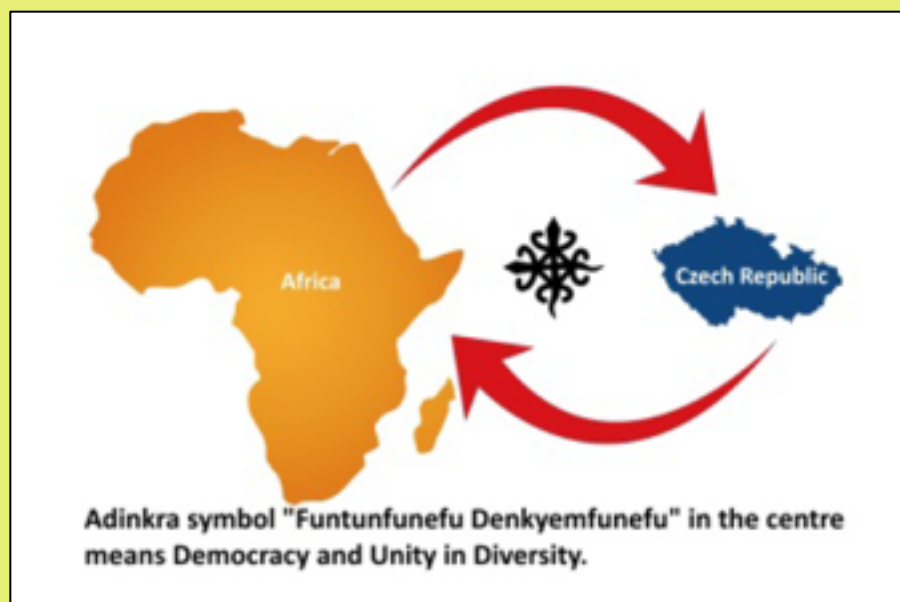 Africa
Czech Republic
Adinkra symbol "Funtunfunefu Denkyemfunefu" in the centre
means Democracy and Unity in Diversity.